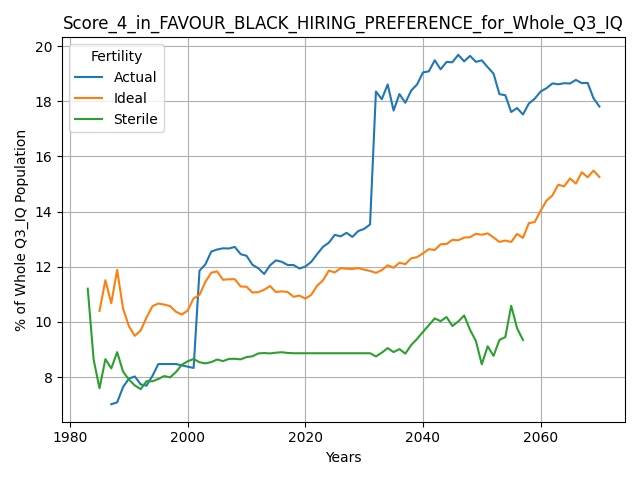 Score_4_in_FAVOUR_BLACK_HIRING_PREFERENCE_for_Whole_Q3_IQ
Fertility
Actual
Ideal
Sterile
% of Whole Q3_IQ Population
20
18
16
14
12
10
8
1980
2000
2020
2040
2060
Years